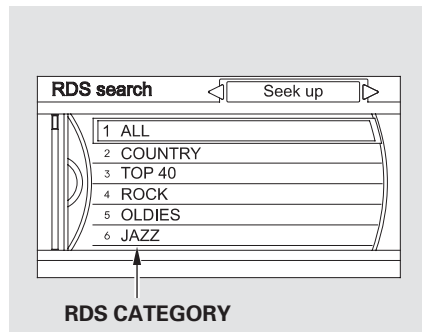 RDS search Seek up
1 ALL
2 COUNTRY
3 TOP 40
4 ROCK
5 OLDIES
6 JAZZ
RDS CATEGORY